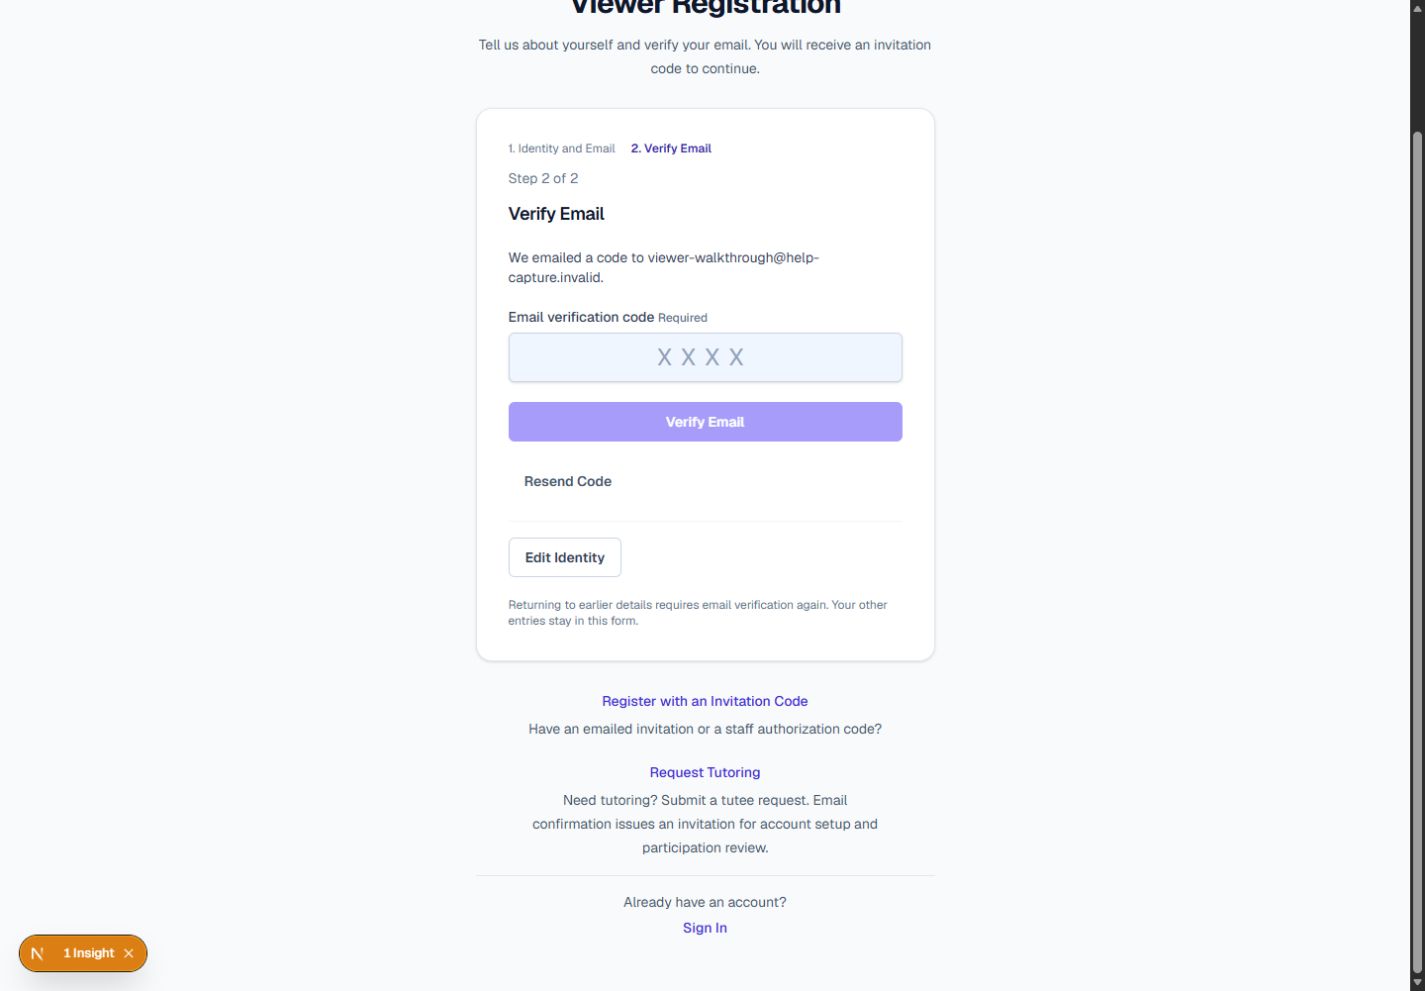 Viewer Registration
Tell us about yourself and verify your email. You will receive an invitation
code to continue.
1. Identity and Email 2. Verify Email
Step 2 of 2
Verify Email
We emailed a code to viewer-walkthrough@help-
capture.invalid.
Email verification code Required
X X X X
Verify Email
Resend Code
Edit Identity
Returning to earlier details requires email verification again. Your other
entries stay in this form.
Register with an Invitation Code
Have an emailed invitation or a staff authorization code?
Request Tutoring
Need tutoring? Submit a tutee request. Email
confirmation issues an invitation for account setup and
participation review.
Already have an account?
Sign In
N 1 Insight